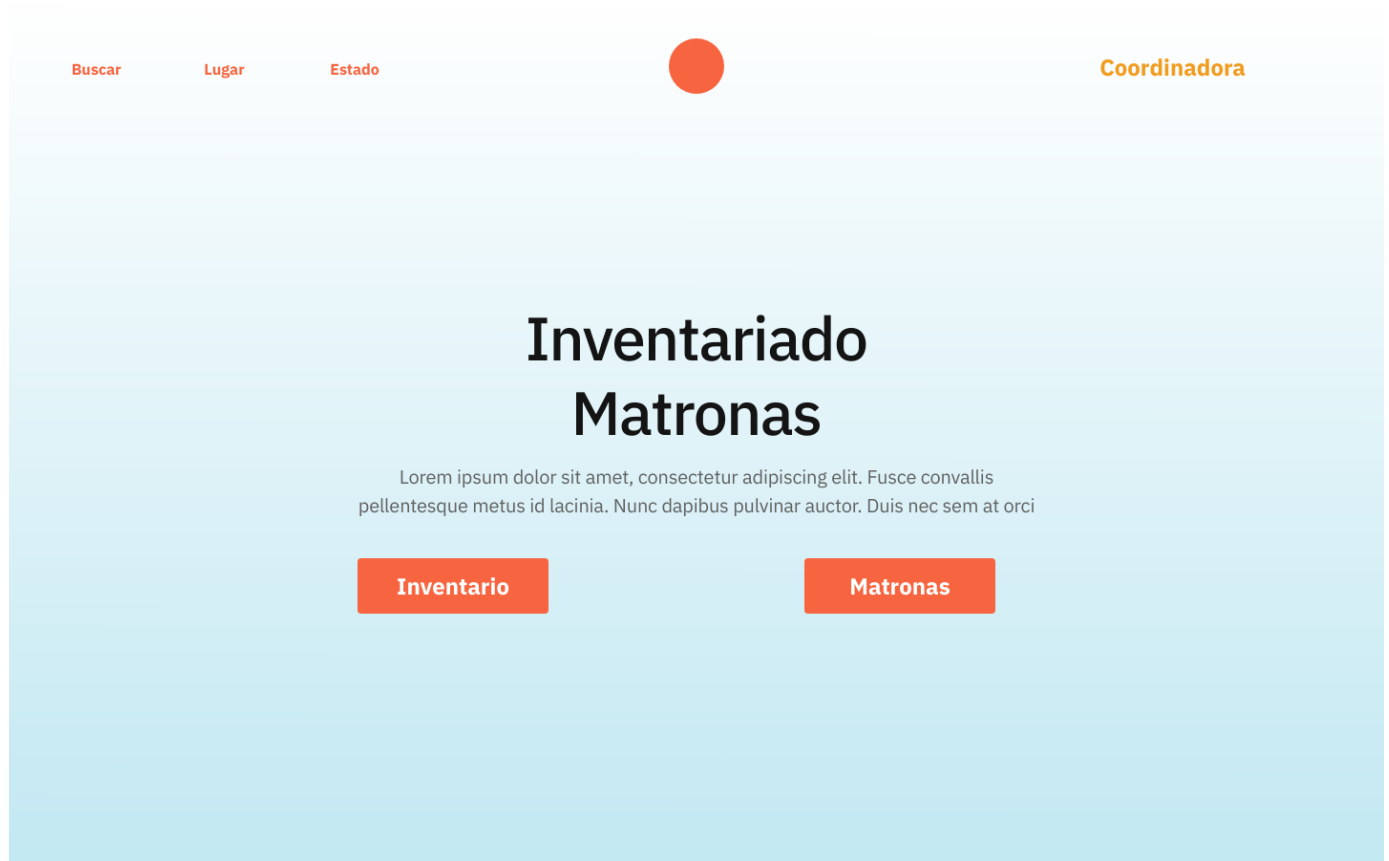 Buscar Lugar Estado Coordinadora
Inventariado
Matronas
Lorem ipsum dolor sit amet, consectetur adipiscing elit. Fusce convallis
pellentesque metus id lacinia. Nunc dapibus pulvinar auctor. Duis nec sem at orci
Inventario Matronas